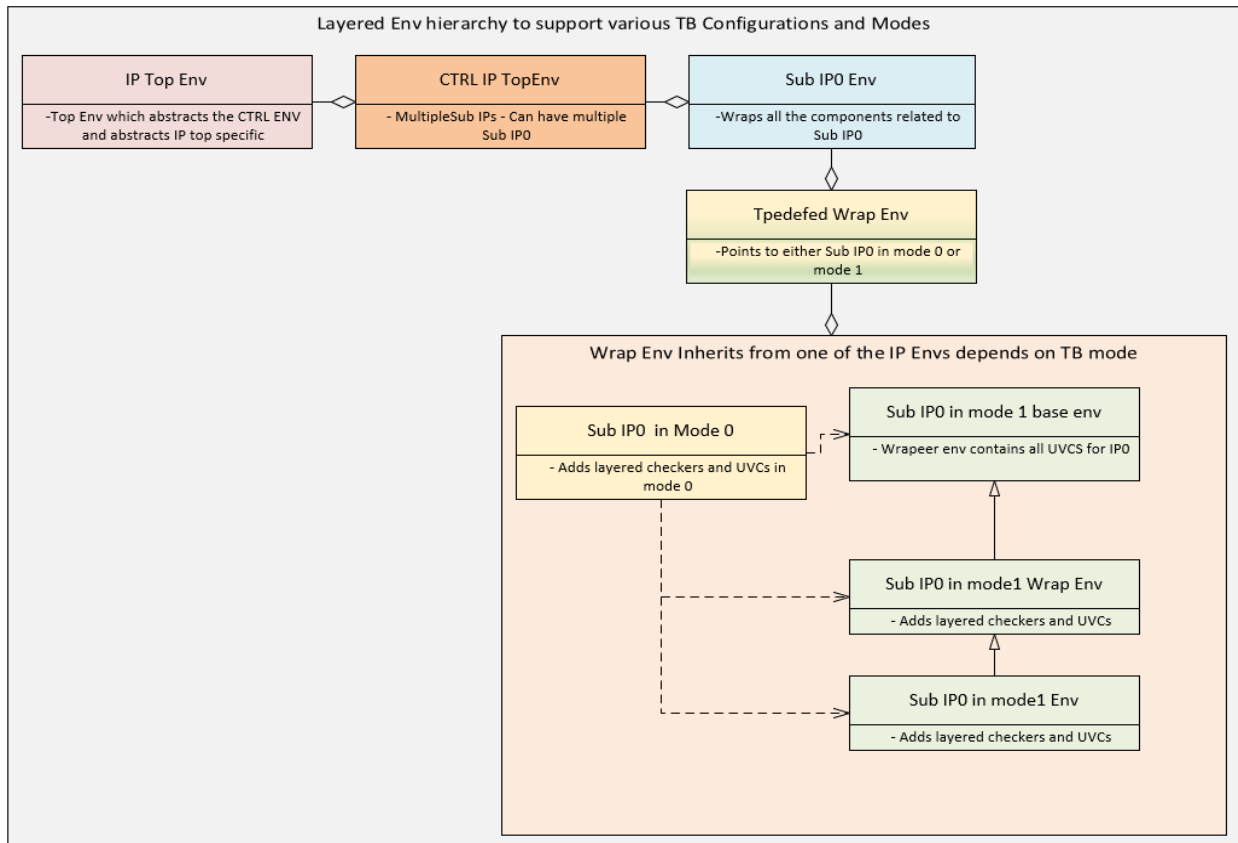 Layered Env hierarchy to support various TB Configurations and Modes
IP Top Env
-Top Env which abstracts the CTRL ENV
and abstracts IP top specific
CTRL IP TopEnv
- MultipleSub IPs - Can have multiple
Sub IP0
Sub IP0 Env
-Wraps all the components related to
Sub IP0
Tpedefed Wrap Env
-Points to either Sub IP0 in mode 0 or
mode 1
Wrap Env Inherits from one of the IP Envs depends on TB mode
Sub IP0 in Mode 0
- Adds layered checkers and UVCs in
mode 0
Sub IP0 in mode 1 base env
- Wrapeer env contains all UVCS for IP0
Sub IP0 in mode1 Wrap Env
- Adds layered checkers and UVCs
Sub IP0 in mode1 Env
- Adds layered checkers and UVCs